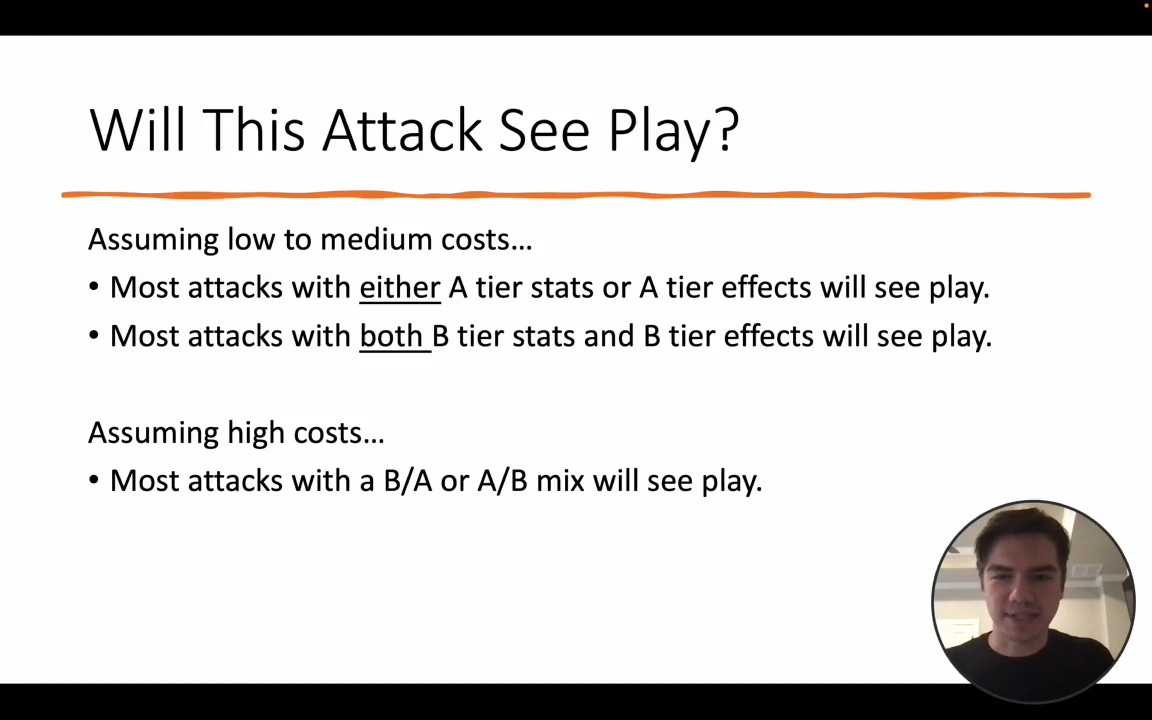 Will This Attack See Play?
Assuming low to medium costs…
• Most attacks with either A tier stats or A tier effects will see play.
• Most attacks with both B tier stats and B tier effects will see play.
Assuming high costs…
• Most attacks with a B/A or A/B mix will see play.